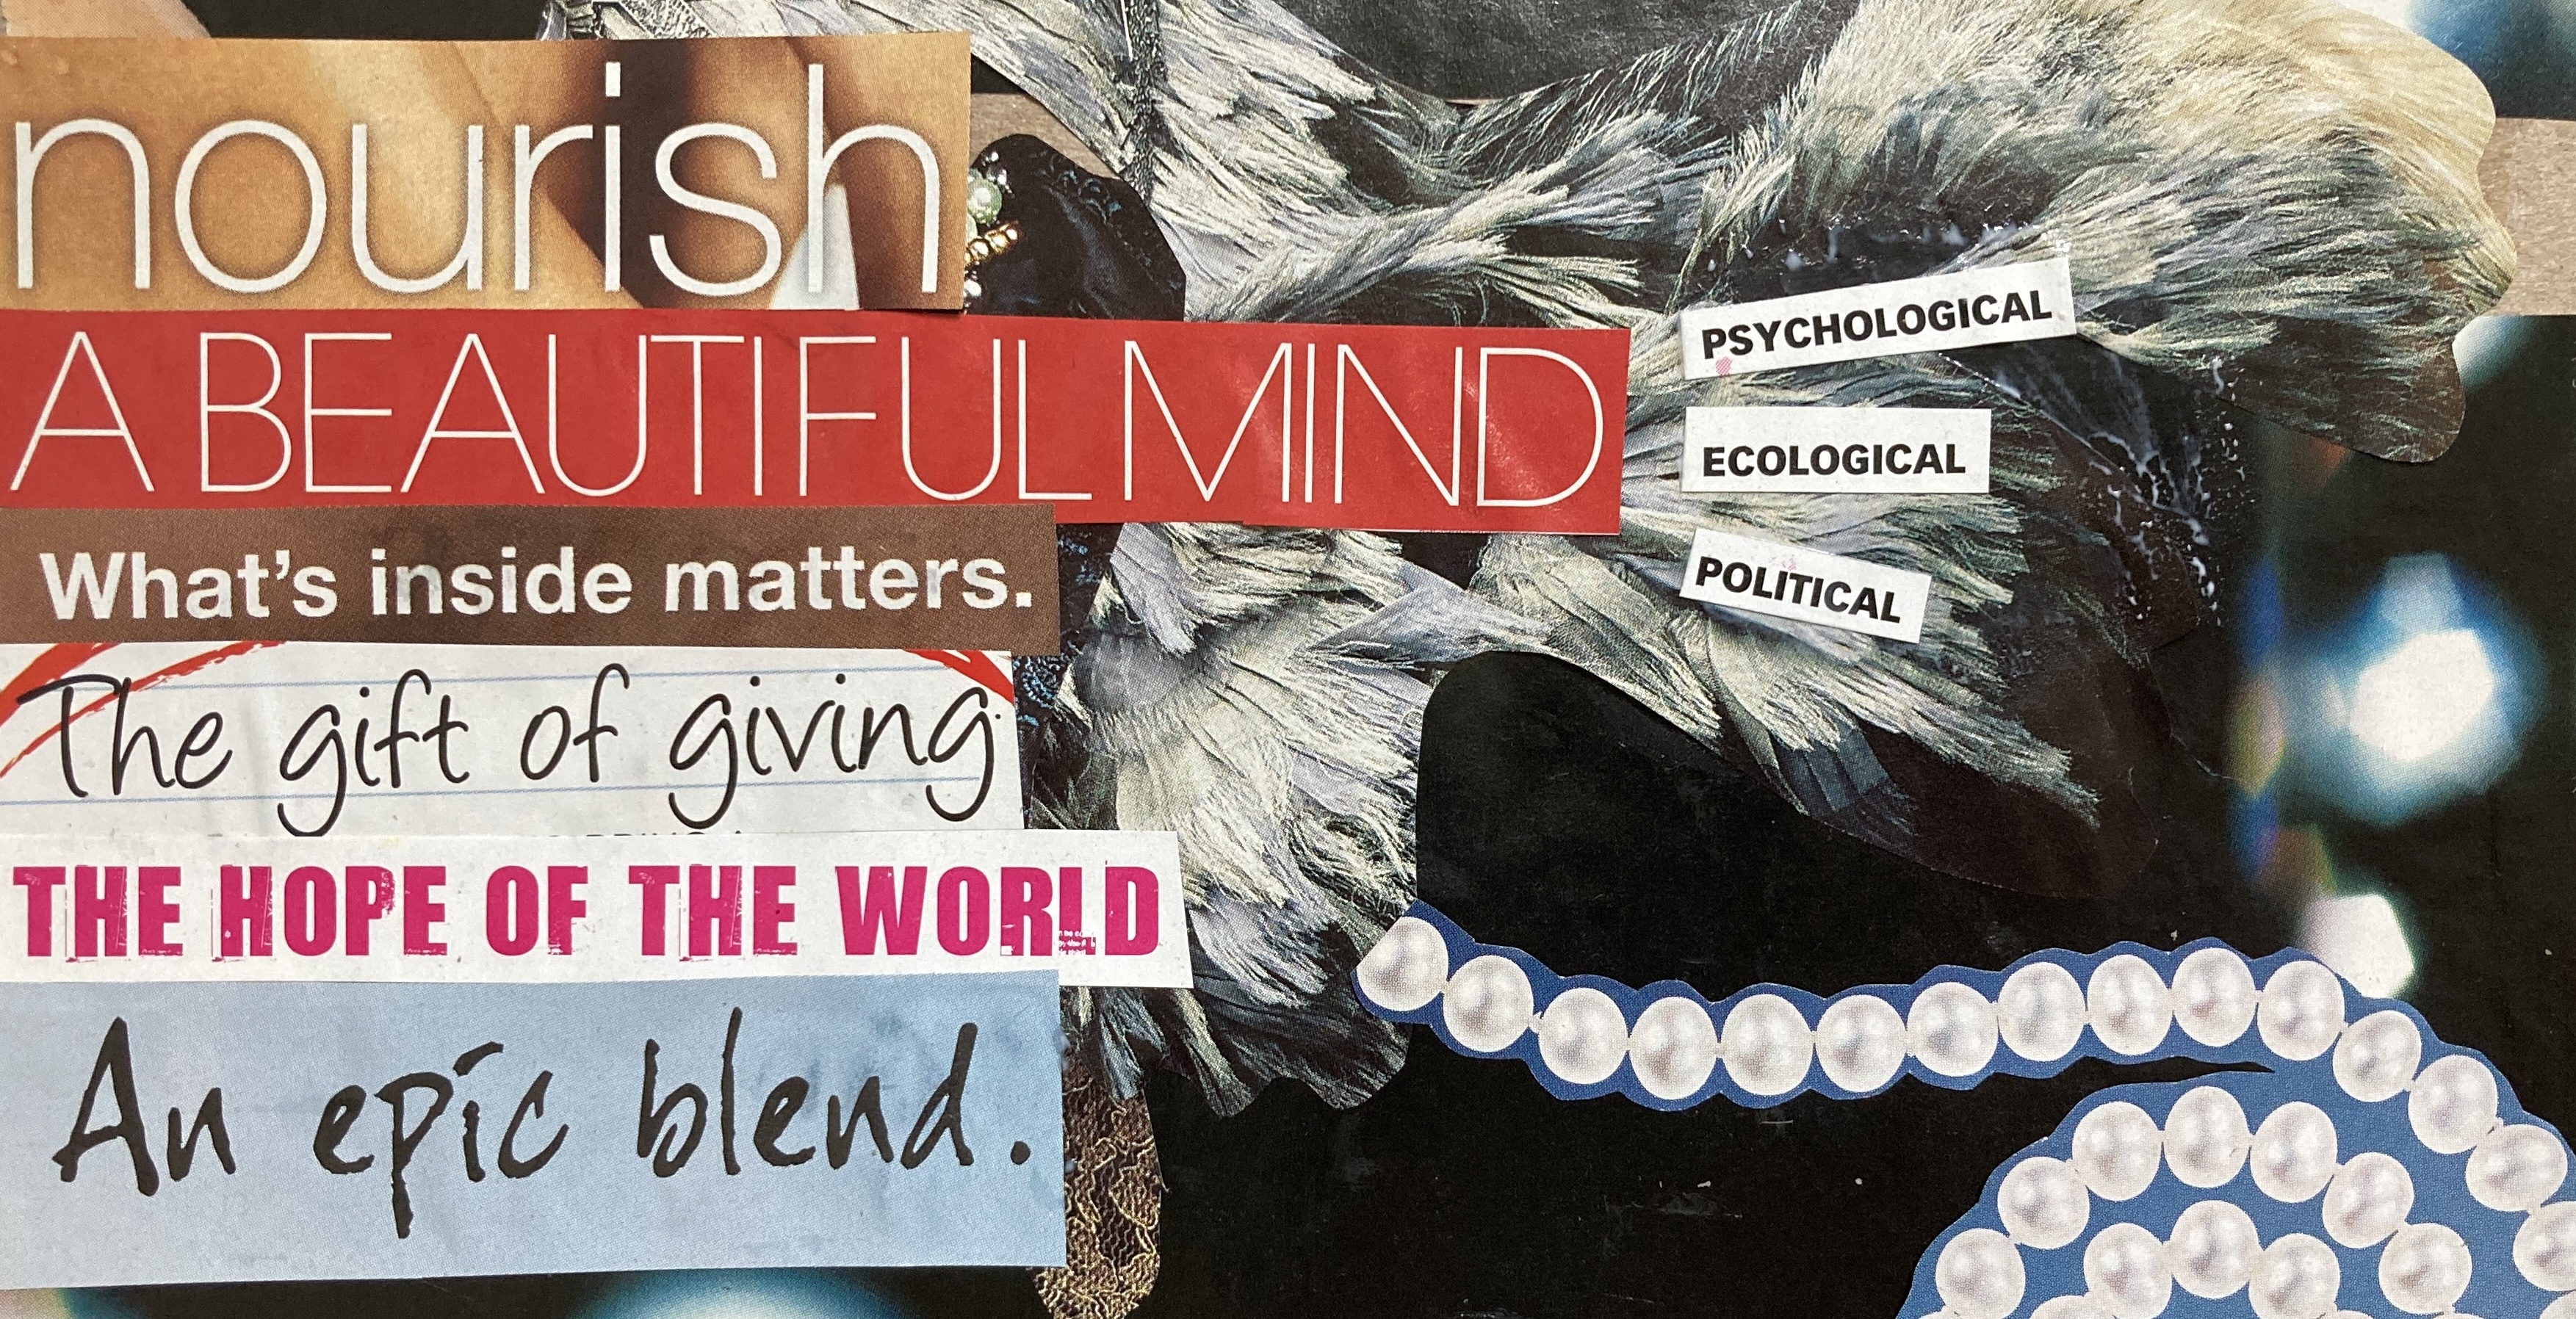 nourish
A BEAUTIFUL MIND
What's inside matters.
The gift of giving
THE HOPE OF THE WORLD
An epic blend.
PSYCHOLOGICAL
ECOLOGICAL
POLITICAL